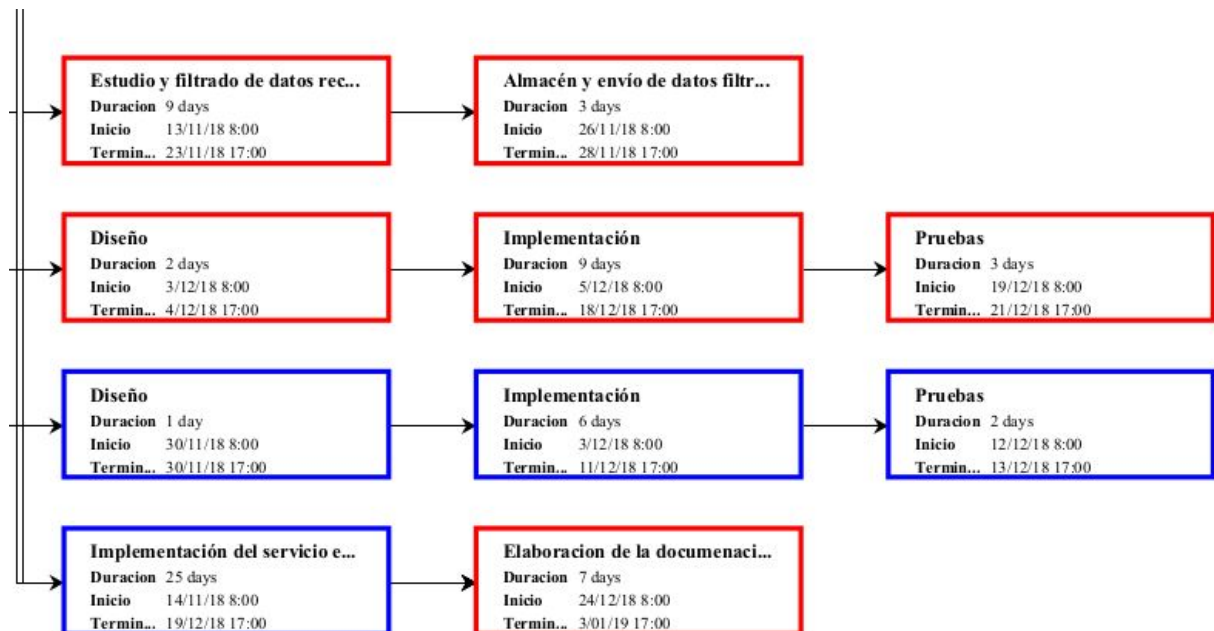 Estudio y filtrado de datos rec...
Duracion 9 days
Inicio 13/11/18 8:00
Termin... 23/11/18 17:00
Almacén y envío de datos filtr...
Duracion 3 days
Inicio 26/11/18 8:00
Termin... 28/11/18 17:00
Diseño
Duracion 2 days
Inicio 3/12/18 8:00
Termin... 4/12/18 17:00
Implementación
Duracion 9 days
Inicio 5/12/18 8:00
Termin... 18/12/18 17:00
Pruebas
Duracion 3 days
Inicio 19/12/18 8:00
Termin... 21/12/18 17:00
Diseño
Duracion 1 day
Inicio 30/11/18 8:00
Termin... 30/11/18 17:00
Implementación
Duracion 6 days
Inicio 3/12/18 8:00
Termin... 11/12/18 17:00
Pruebas
Duracion 2 days
Inicio 12/12/18 8:00
Termin... 13/12/18 17:00
Implementación del servicio e...
Duracion 25 days
Inicio 14/11/18 8:00
Termin... 19/12/18 17:00
Elaboracion de la documenaci...
Duracion 7 days
Inicio 24/12/18 8:00
Termin... 3/01/19 17:00